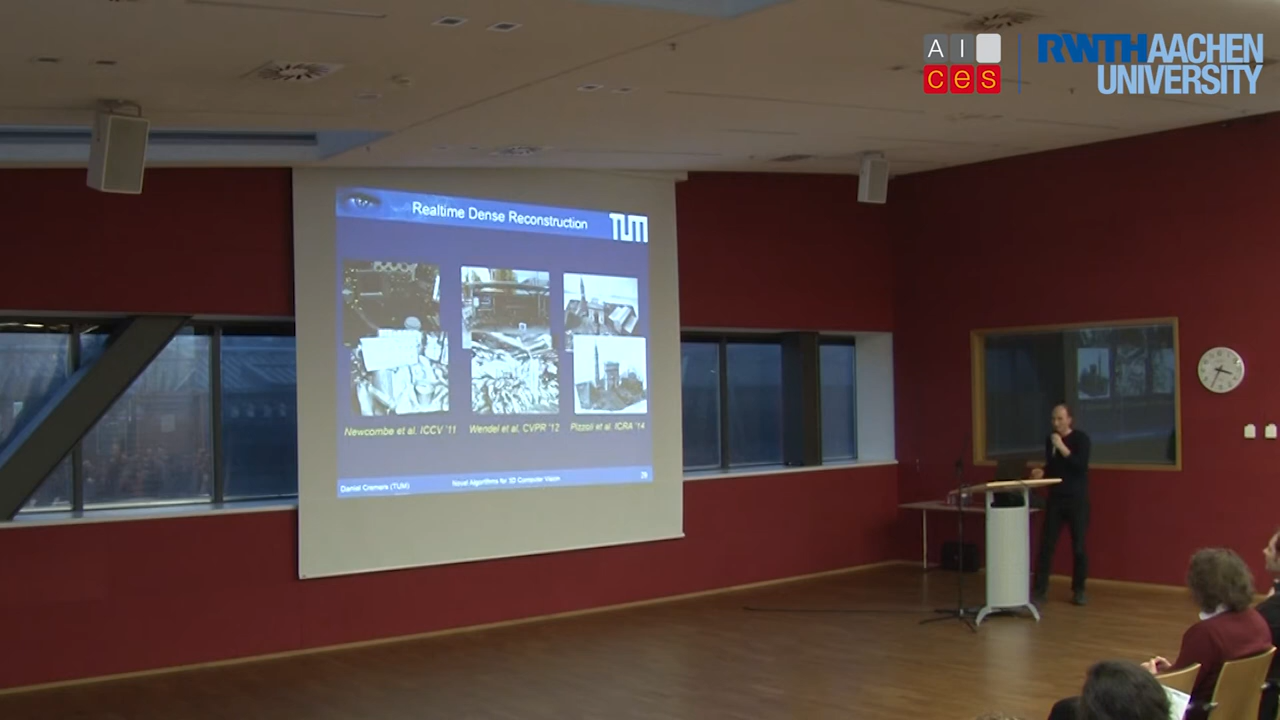 AI
ces
RWTHAACHEN
UNIVERSITY
Realtime Dense Reconstruction
TUM
Newcombe et al. ICCV '11
Wendel et al. CVPR '12
Pizzoli et al. ICRA '14
Daniel Cremers (TUM)
Novel Algorithms for 3D Computer Vision